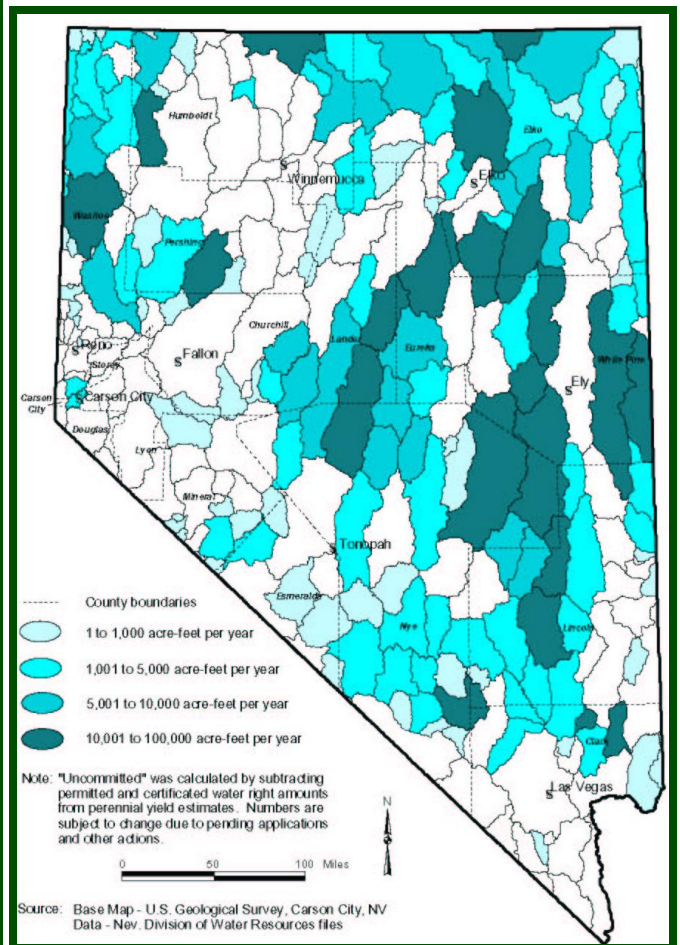 Humboldt
Elko
Winnemucca
Elko
Washoe
Pershing
Churchill
Lander
Eureka
White Pine
Reno
Storey
Fallon
Ely
Carson
City
Carson City
Douglas
Lyon
Mineral
Tonopah
Esmeralda
Nye
Lincoln
Clark
Las Vegas
County boundaries
1 to 1,000 acre-feet per year
1,001 to 5,000 acre-feet per year
5,001 to 10,000 acre-feet per year
10,001 to 100,000 acre-feet per year
Note: "Uncommitted" was calculated by subtracting
permitted and certificated water right amounts
from perennial yield estimates. Numbers are
subject to change due to pending applications
and other actions.
N
0 50 100 Miles
Source: Base Map - U.S. Geological Survey, Carson City, NV
Data - Nev. Division of Water Resources files